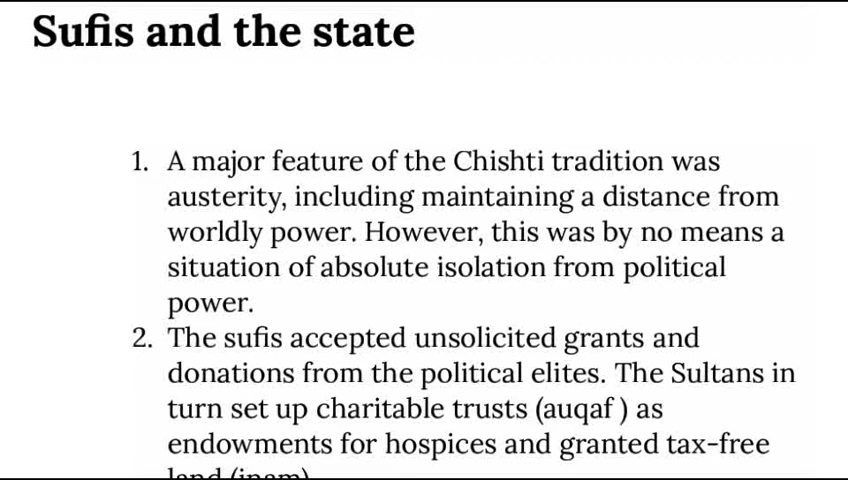 Sufis and the state
1. A major feature of the Chishti tradition was
austerity, including maintaining a distance from
worldly power. However, this was by no means a
situation of absolute isolation from political
power.
2. The sufis accepted unsolicited grants and
donations from the political elites. The Sultans in
turn set up charitable trusts (auqaf ) as
endowments for hospices and granted tax-free
land (inam)